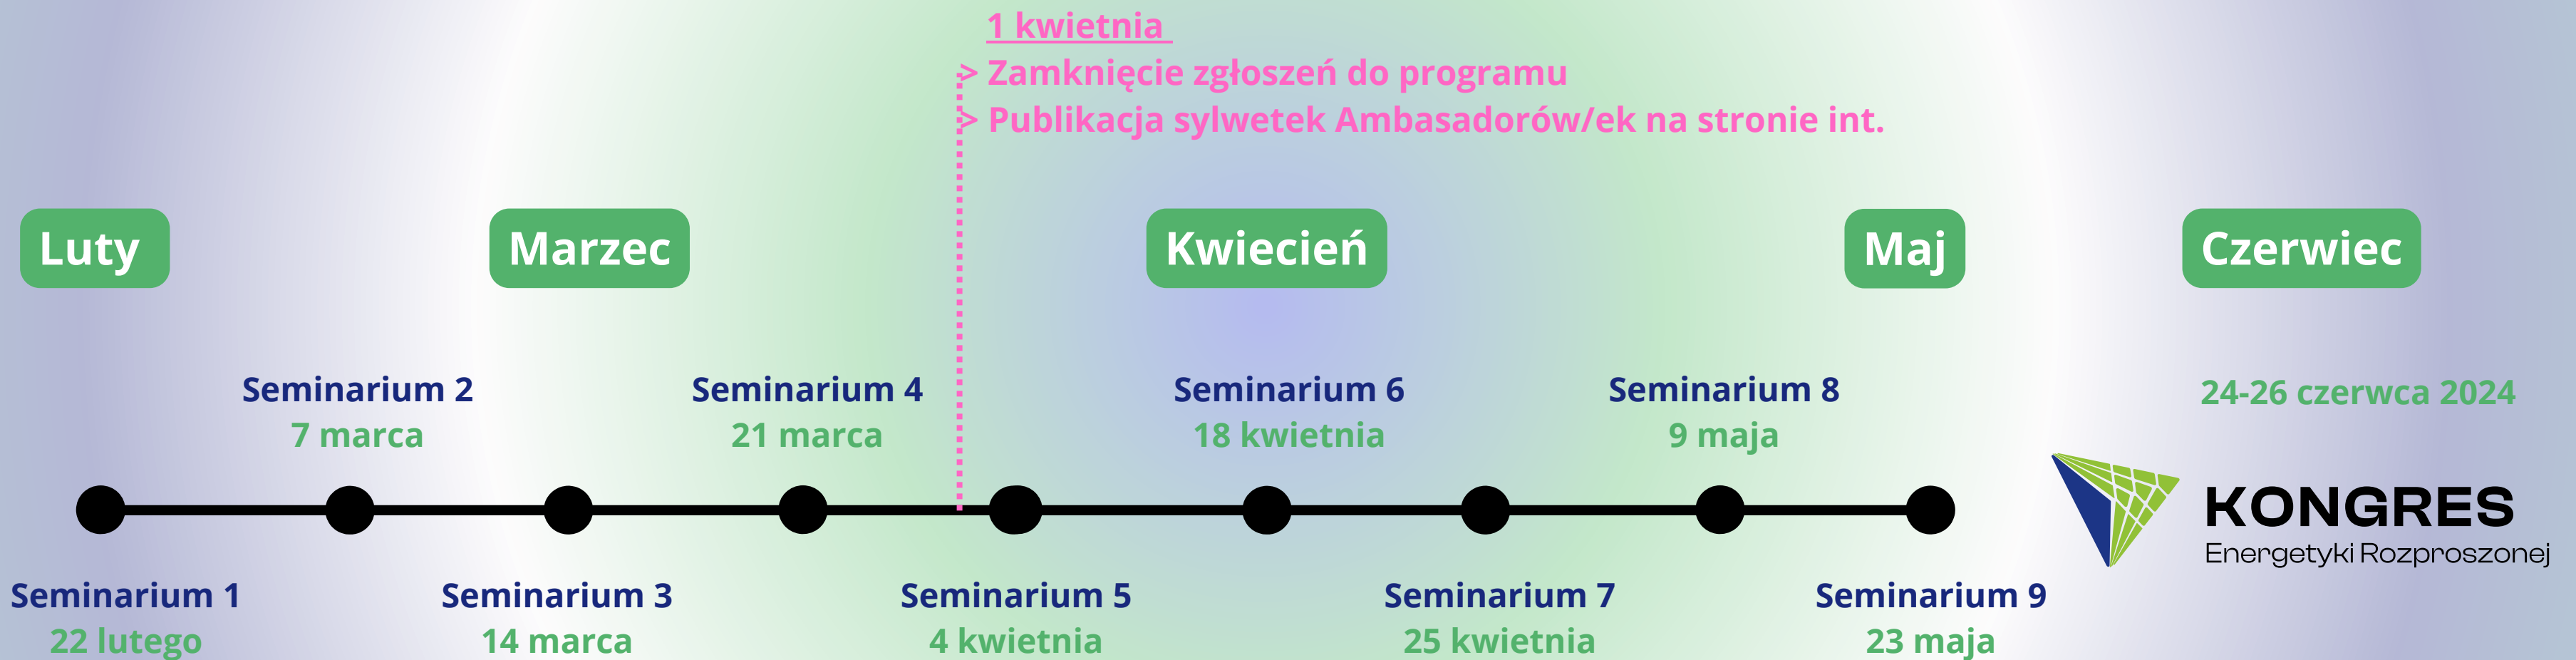 1 kwietnia
> Zamknięcie zgłoszeń do programu
> Publikacja sylwetek Ambasadorów/ek na stronie int.
Luty
Marzec
Kwiecień
Maj
Czerwiec
Seminarium 2
7 marca
Seminarium 4
21 marca
Seminarium 6
18 kwietnia
Seminarium 8
9 maja
24-26 czerwca 2024
KONGRES
Energetyki Rozproszonej
Seminarium 1
22 lutego
Seminarium 3
14 marca
Seminarium 5
4 kwietnia
Seminarium 7
25 kwietnia
Seminarium 9
23 maja